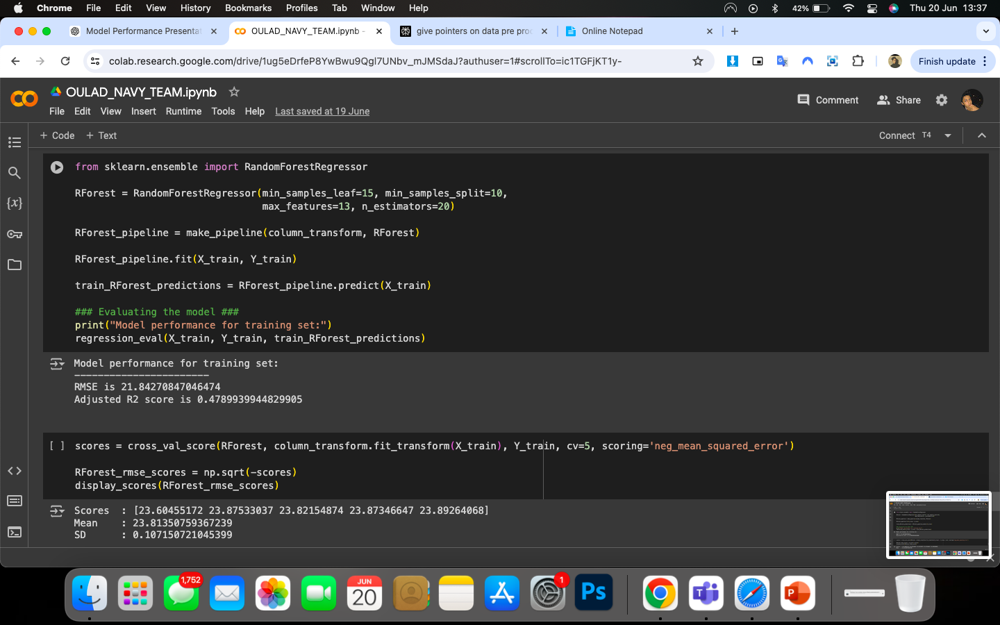 Chrome File Edit View History Bookmarks Profiles Tab Window Help 42% Thu 20 Jun 13:37
Model Performance Presentat OULAD_NAVY_TEAM.ipynb - give pointers on data pre pro Online Notepad
colab.research.google.com/drive/1ug5eDrfeP8YwBwu9Qgl7UNbv_mJMSdaJ?authuser=1#scrollTo=ic1TGFjKT1y- Finish update
OULAD_NAVY_TEAM.ipynb
Comment Share
File Edit View Insert Runtime Tools Help Last saved at 19 June
+ Code + Text Connect T4
from sklearn.ensemble import RandomForestRegressor
RForest = RandomForestRegressor(min_samples_leaf=15, min_samples_split=10,
max_features=13, n_estimators=20)
RForest_pipeline = make_pipeline(column_transform, RForest)
RForest_pipeline.fit(X_train, Y_train)
train_RForest_predictions = RForest_pipeline.predict(X_train)
### Evaluating the model ###
print("Model performance for training set:")
regression_eval(X_train, Y_train, train_RForest_predictions)
Model performance for training set:
-----------------------
RMSE is 21.84270847046474
Adjusted R2 score is 0.4789939944829905
[ ] scores = cross_val_score(RForest, column_transform.fit_transform(X_train), Y_train, cv=5, scoring='neg_mean_squared_error')
RForest_rmse_scores = np.sqrt(-scores)
display_scores(RForest_rmse_scores)
Scores : [23.60455172 23.87533037 23.82154874 23.87346647 23.89264068]
Mean : 23.81350759367239
SD : 0.107150721045399
1,752
JUN
20
1
Ps
P